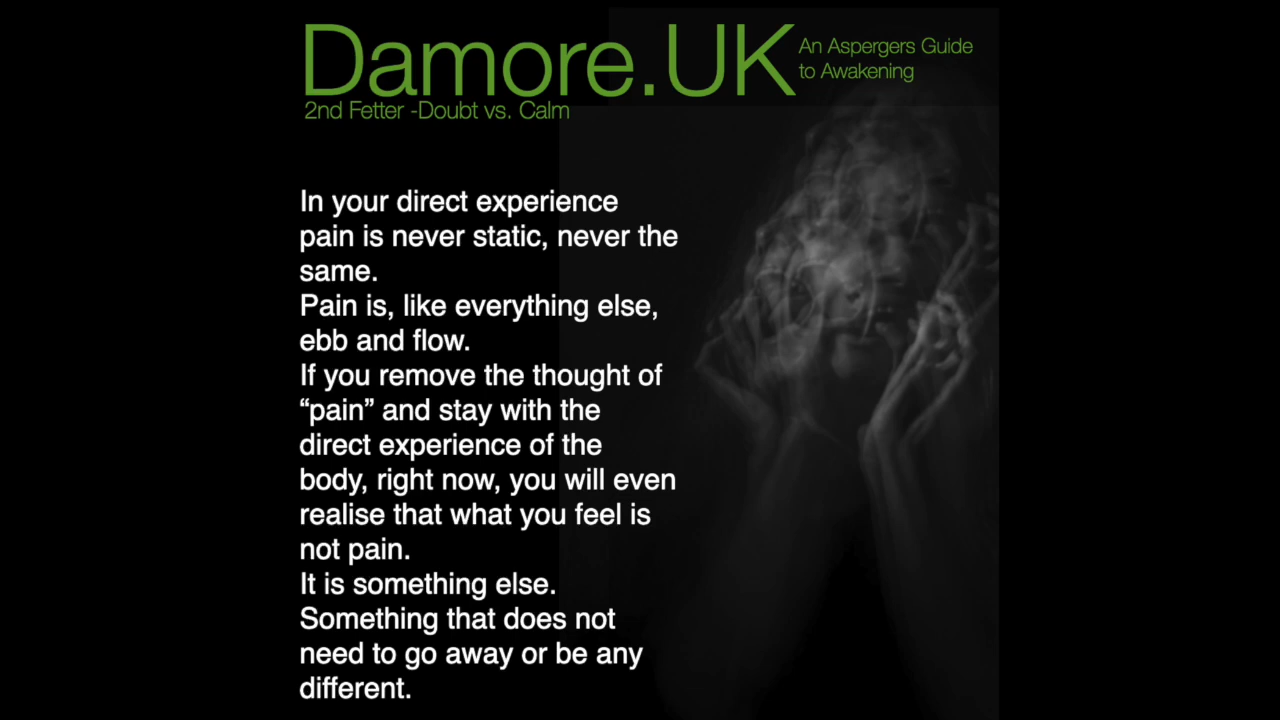 Damore.UK
An Aspergers Guide
to Awakening
2nd Fetter -Doubt vs. Calm
In your direct experience
pain is never static, never the
same.
Pain is, like everything else,
ebb and flow.
If you remove the thought of
“pain” and stay with the
direct experience of the
body, right now, you will even
realise that what you feel is
not pain.
It is something else.
Something that does not
need to go away or be any
different.